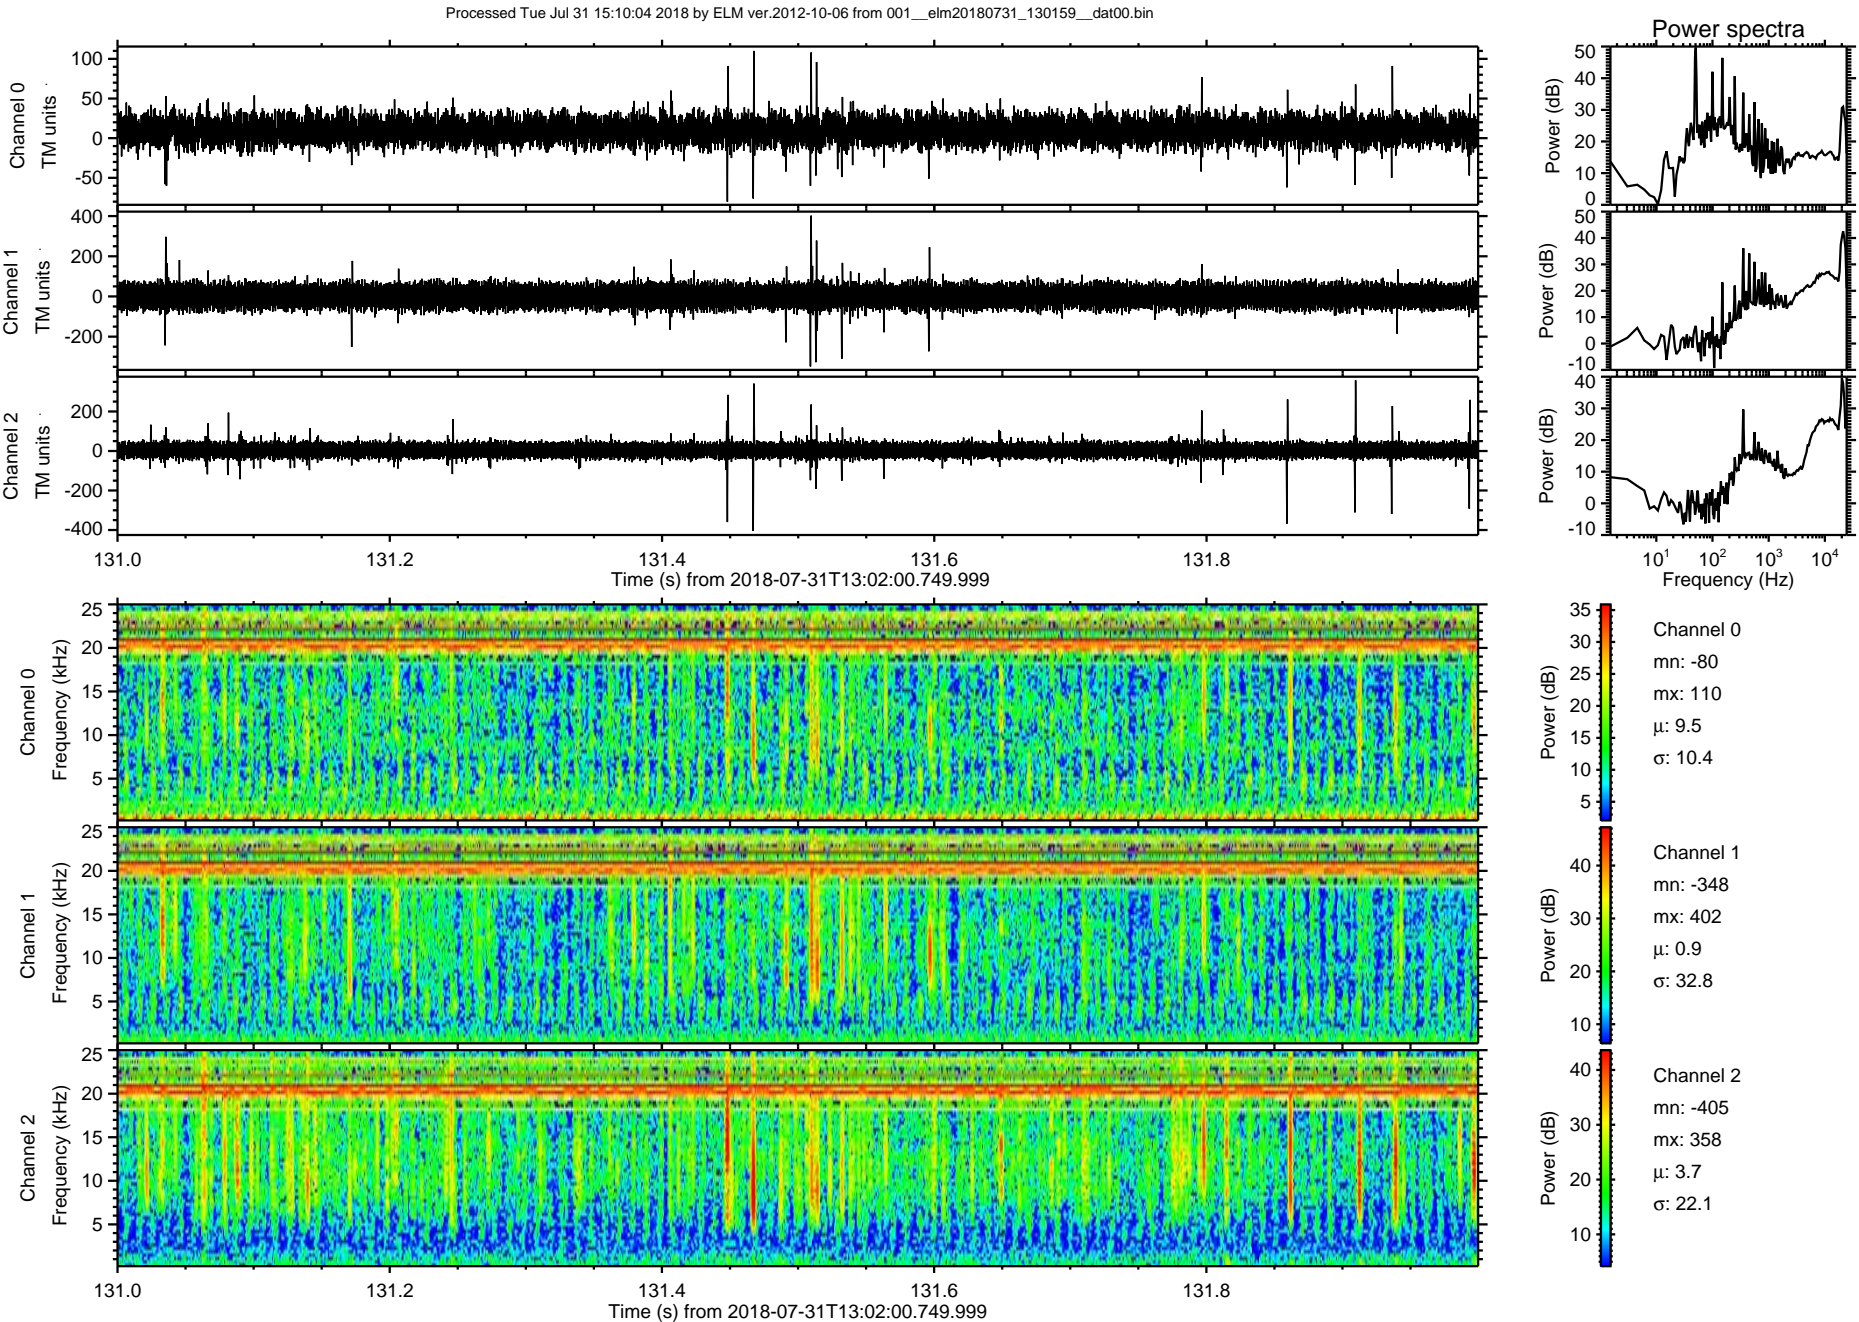 Processed Tue Jul 31 15:10:04 2018 by ELM ver.2012-10-06 from 001__elm20180731_130159__dat00.bin
Power spectra
Channel 0
TM units
100
50
0
-50
Power (dB)
50
40
30
20
10
0
Channel 1
TM units
400
200
0
-200
Power (dB)
50
40
30
20
10
0
-10
Channel 2
TM units
200
0
-200
-400
Power (dB)
40
30
20
10
0
-10
131.0 131.2 131.4 131.6 131.8
Time (s) from 2018-07-31T13:02:00.749.999
10^1 10^2 10^3 10^4
Frequency (Hz)
Channel 0
Frequency (kHz)
25
20
15
10
5
Power (dB)
35
30
25
20
15
10
5
Channel 0
mn: -80
mx: 110
μ: 9.5
σ: 10.4
Channel 1
Frequency (kHz)
25
20
15
10
5
Power (dB)
40
30
20
10
Channel 1
mn: -348
mx: 402
μ: 0.9
σ: 32.8
Channel 2
Frequency (kHz)
25
20
15
10
5
Power (dB)
40
30
20
10
Channel 2
mn: -405
mx: 358
μ: 3.7
σ: 22.1
131.0 131.2 131.4 131.6 131.8
Time (s) from 2018-07-31T13:02:00.749.999